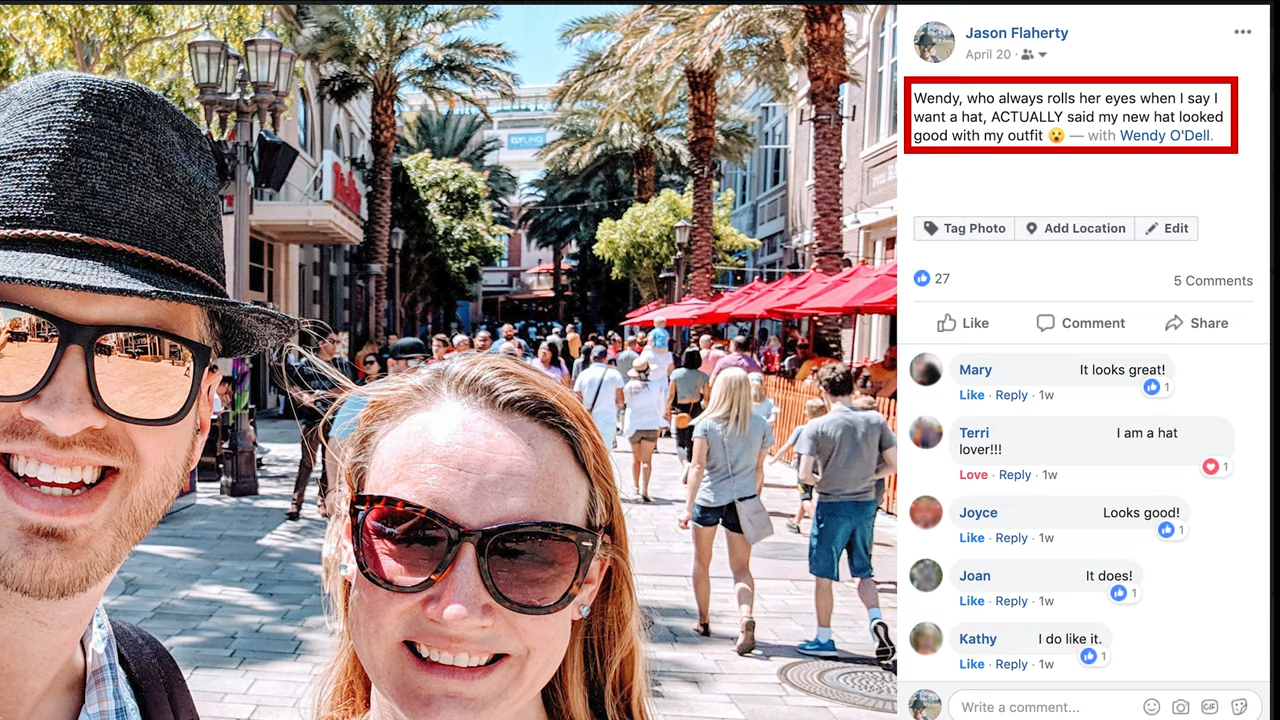 FLYLINQ
Jason Flaherty
April 20 ·
Wendy, who always rolls her eyes when I say I
want a hat, ACTUALLY said my new hat looked
good with my outfit 😮 — with Wendy O'Dell.
Tag Photo Add Location Edit
27 5 Comments
Like Comment Share
Mary It looks great!
1
Like · Reply · 1w
Terri I am a hat
lover!!!
1
Love · Reply · 1w
Joyce Looks good!
1
Like · Reply · 1w
Joan It does!
1
Like · Reply · 1w
Kathy I do like it.
1
Like · Reply · 1w
Write a comment...
GIF